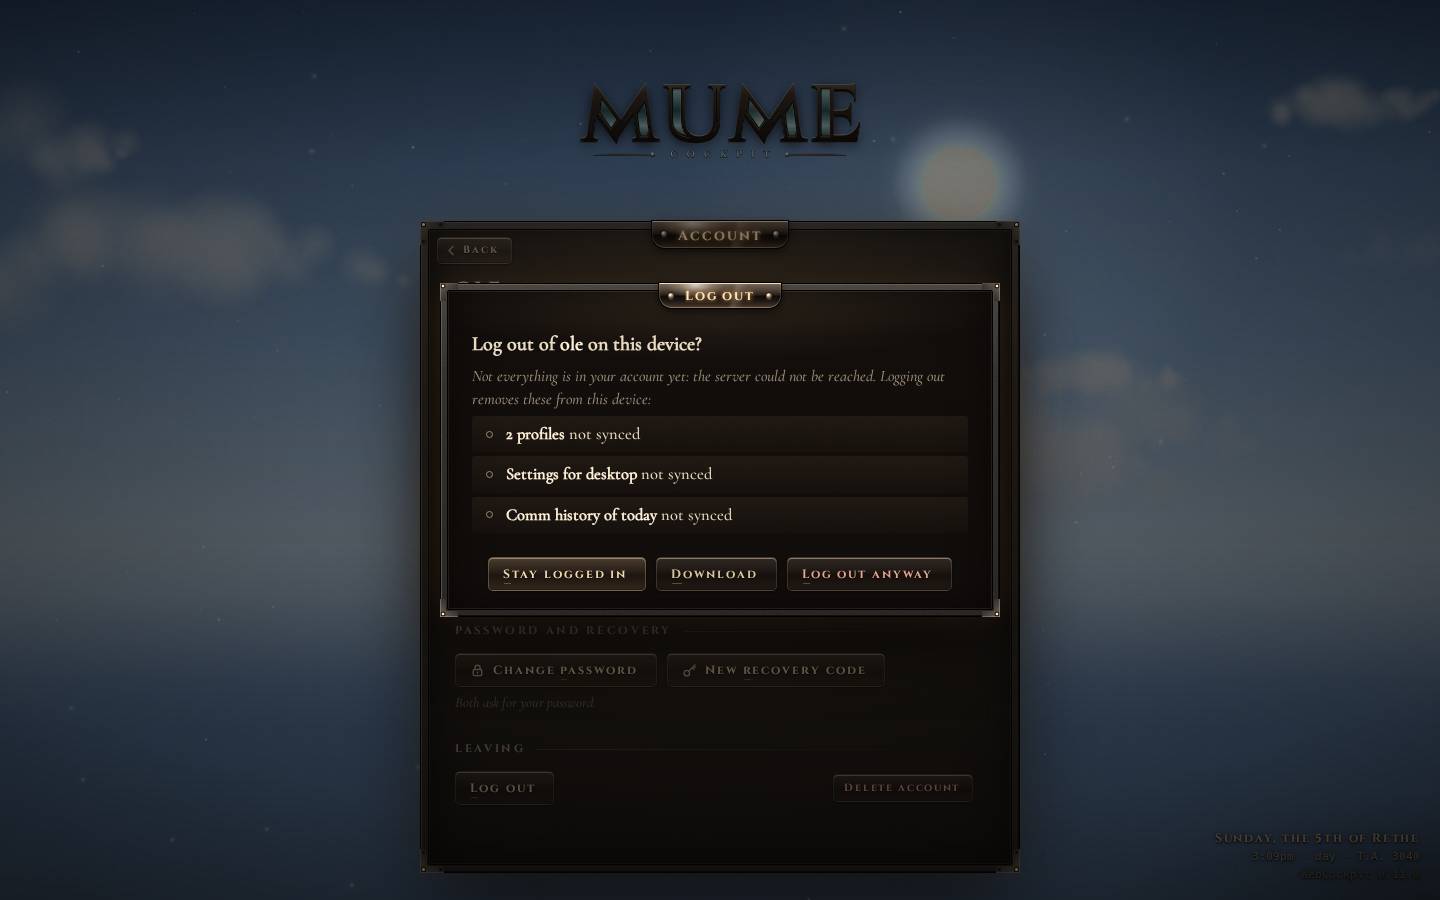 MUME
COCKPIT
Account
Back
Log out
Log out of ole on this device?
Not everything is in your account yet: the server could not be reached. Logging out
removes these from this device:
2 profiles not synced
Settings for desktop not synced
Comm history of today not synced
Stay logged in
Download
Log out anyway
Password and recovery
Change password
New recovery code
Both ask for your password.
Leaving
Log out
Delete account
Sunday, the 5th of Rethe
3:09pm · day · T.A. 3040